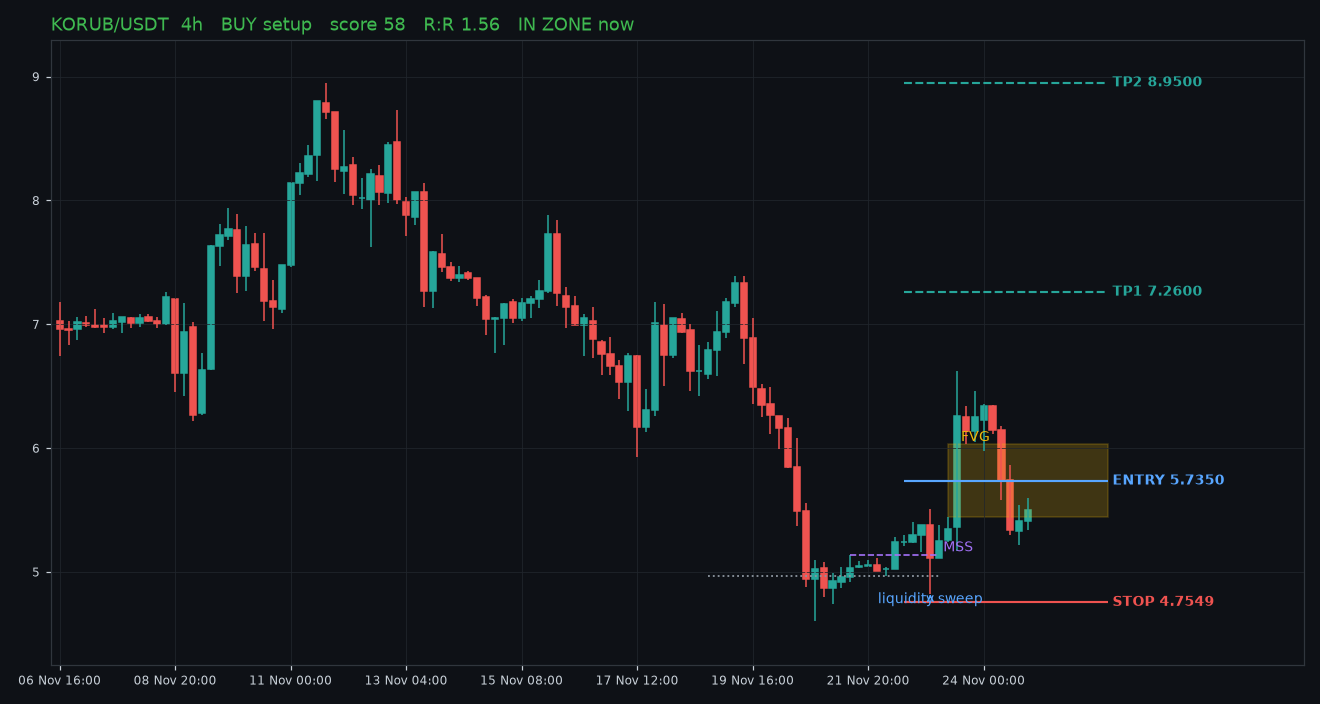 KORUB/USDT 4h BUY setup score 58 R:R 1.56 IN ZONE now
9
8
7
6
5
TP2 8.9500
TP1 7.2600
FVG
ENTRY 5.7350
MSS
liquidity sweep
STOP 4.7549
06 Nov 16:00
08 Nov 20:00
11 Nov 00:00
13 Nov 04:00
15 Nov 08:00
17 Nov 12:00
19 Nov 16:00
21 Nov 20:00
24 Nov 00:00